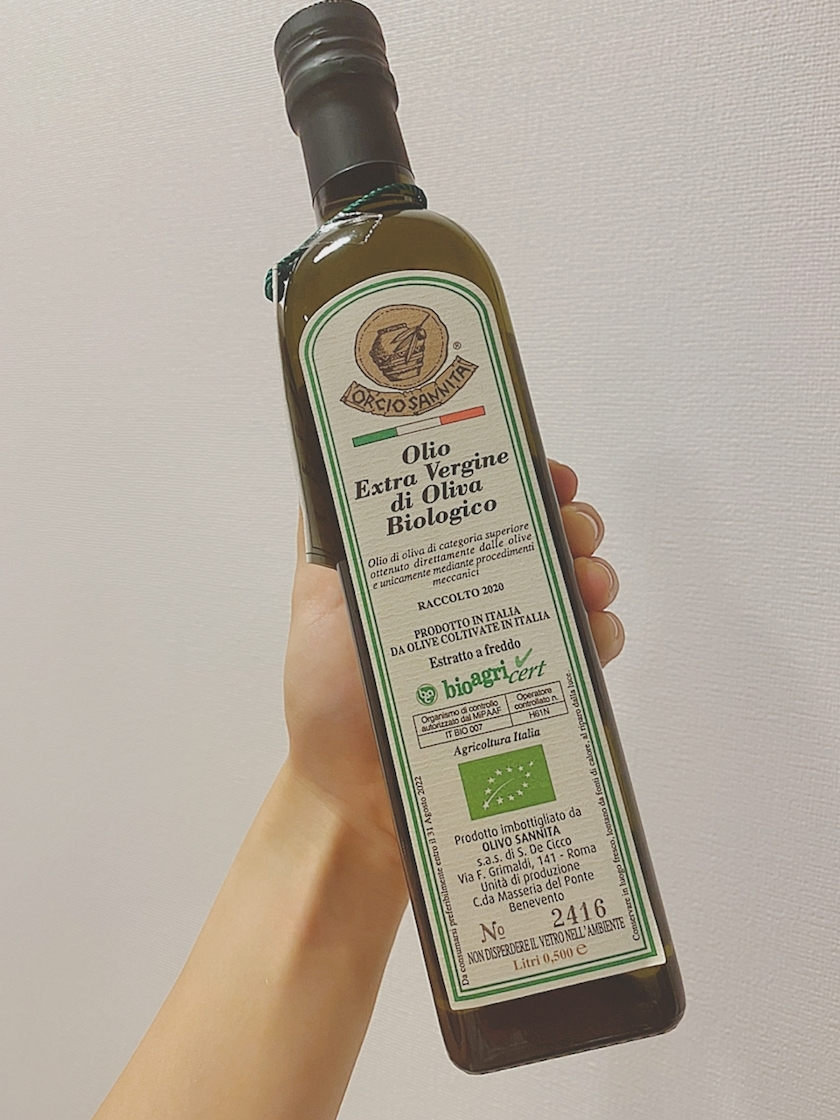 ORCIO SANNITA
®
Olio
Extra Vergine
di Oliva
Biologico
Olio di oliva di categoria superiore
ottenuto direttamente dalle olive
e unicamente mediante procedimenti
meccanici
RACCOLTO 2020
PRODOTTO IN ITALIA
DA OLIVE COLTIVATE IN ITALIA
Estratto a freddo
bioagricert
Organismo di controllo
autorizzato dal MiPAAF
IT BIO 007
Operatore
controllato n.
H61N
Agricoltura Italia
Prodotto imbottigliato da
OLIVO SANNITA
s.a.s. di S. De Cicco
Via F. Grimaldi, 141 - Roma
Unità di produzione
C.da Masseria del Ponte
Benevento
No 2416
NON DISPERDERE IL VETRO NELL'AMBIENTE
Litri 0,500 e
Da consumarsi preferibilmente entro il 31 Agosto 2022
Conservare in luogo fresco, lontano da fonti di calore, al riparo dalla luce.